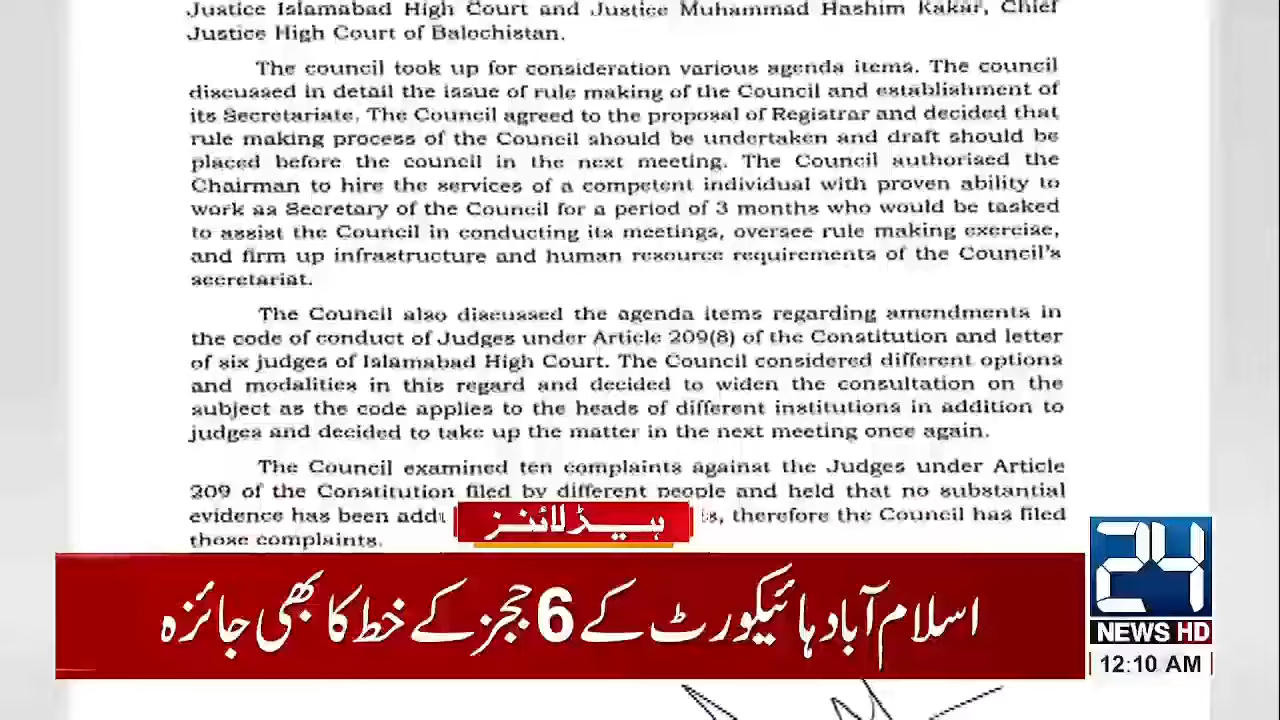 Justice Islamabad High Court and Justice Muhammad Hashim Kakar, Chief
Justice High Court of Balochistan.
The council took up for consideration various agenda items. The council
discussed in detail the issue of rule making of the Council and establishment of
its Secretariate. The Council agreed to the proposal of Registrar and decided that
rule making process of the Council should be undertaken and draft should be
placed before the council in the next meeting. The Council authorised the
Chairman to hire the services of a competent individual with proven ability to
work as Secretary of the Council for a period of 3 months who would be tasked
to assist the Council in conducting its meetings, oversee rule making exercise,
and firm up infrastructure and human resource requirements of the Council's
secretariat.
The Council also discussed the agenda items regarding amendments in
the code of conduct of Judges under Article 209(8) of the Constitution and letter
of six judges of Islamabad High Court. The Council considered different options
and modalities in this regard and decided to widen the consultation on the
subject as the code applies to the heads of different institutions in addition to
judges and decided to take up the matter in the next meeting once again.
The Council examined ten complaints against the Judges under Article
209 of the Constitution filed by different people and held that no substantial
evidence has been , therefore the Council has filed
those complaints.
ہیڈلائنز
اسلام آباد ہائیکورٹ کے 6 ججز کے خط کا بھی جائزہ
24
NEWS HD
12:10 AM